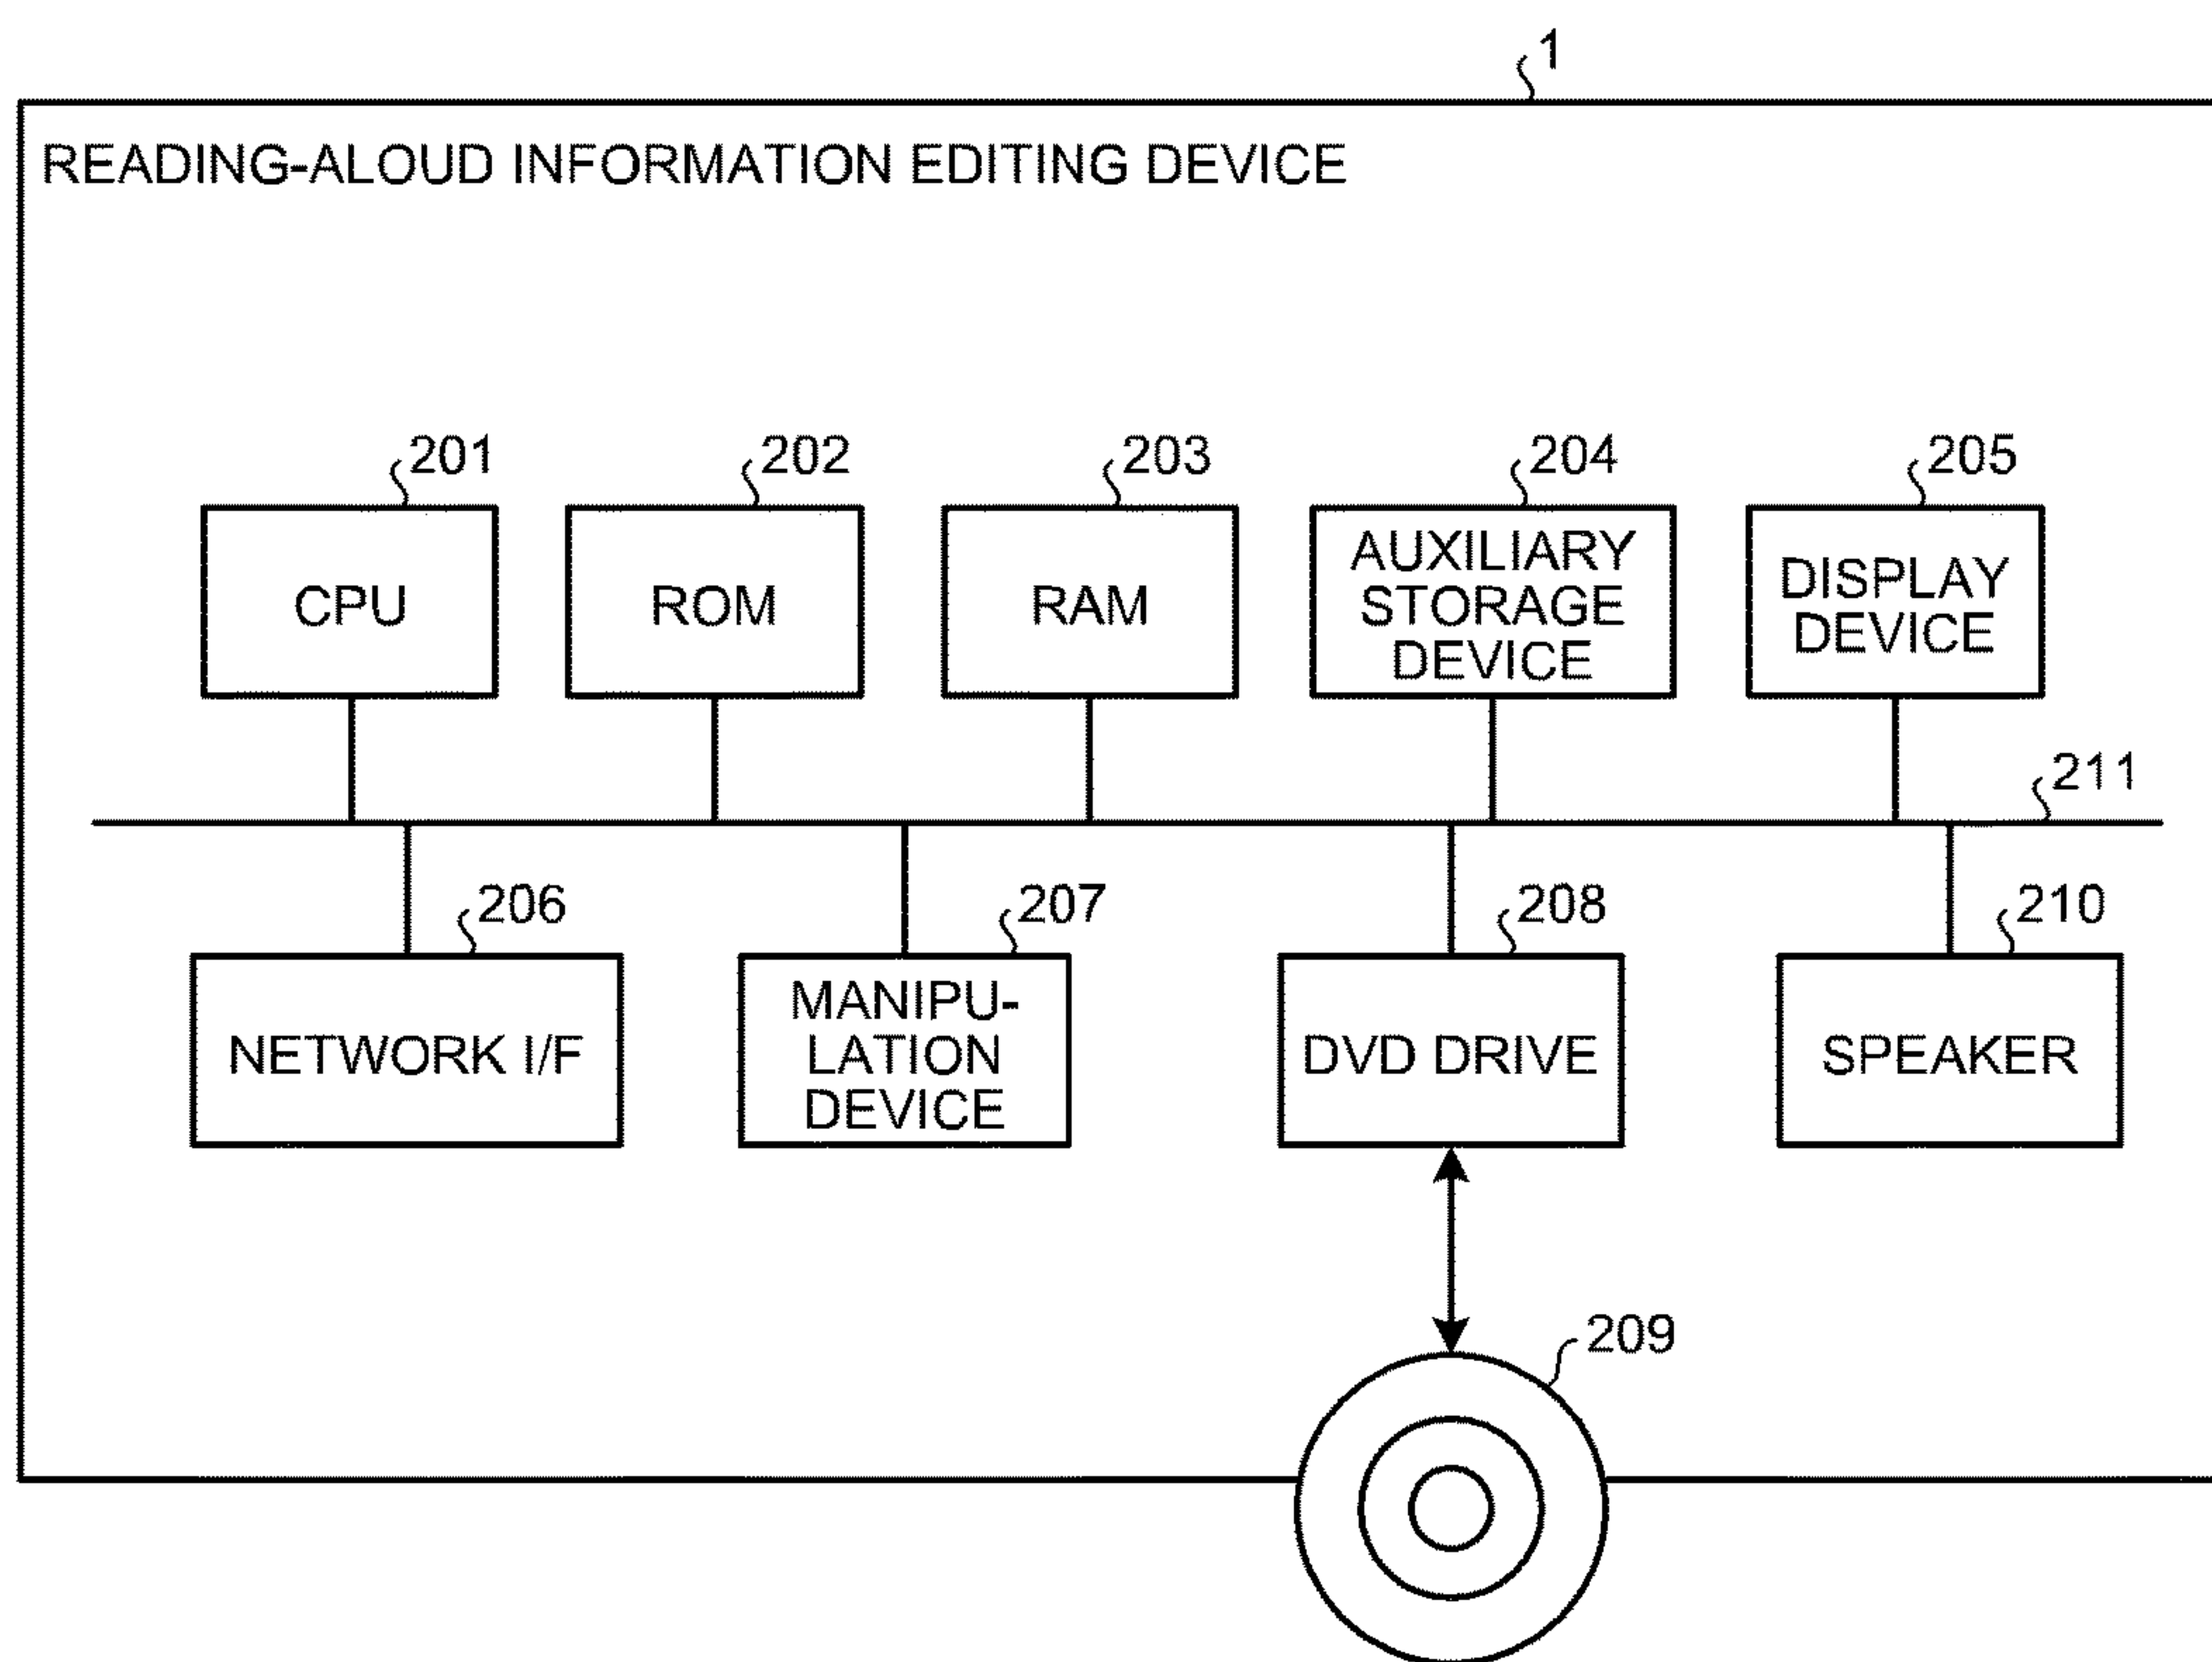 1
READING-ALOUD INFORMATION EDITING DEVICE
201
202
203
204
205
CPU
ROM
RAM
AUXILIARY
STORAGE
DEVICE
DISPLAY
DEVICE
211
206
207
208
210
NETWORK I/F
MANIPU-
LATION
DEVICE
DVD DRIVE
SPEAKER
209